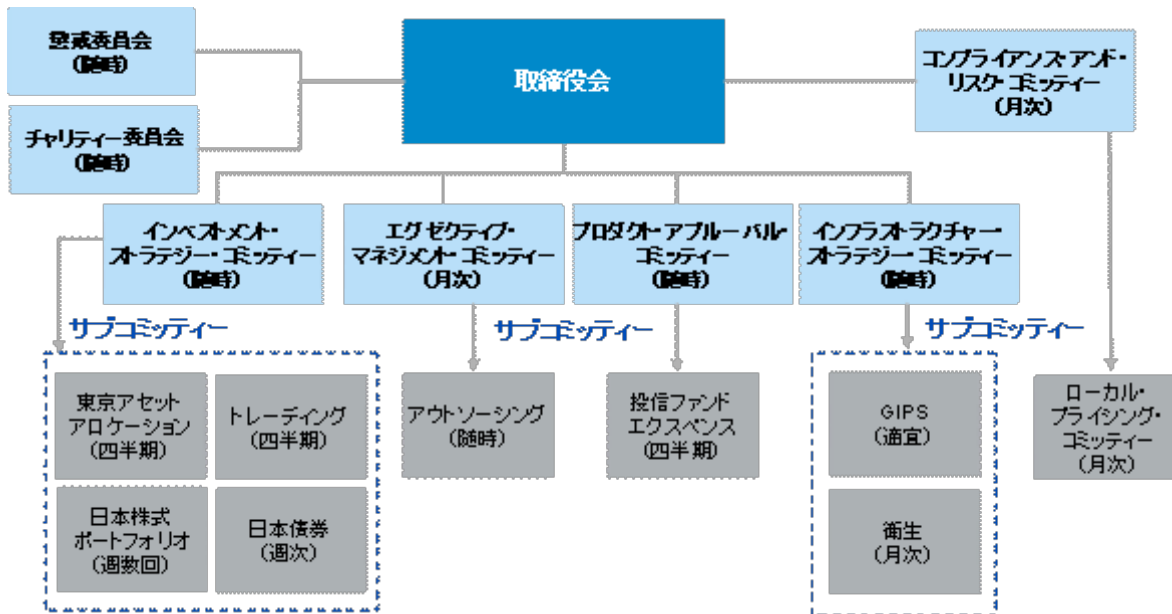 懲戒委員会
(随時)
取締役会
コンプライアンス・アンド・
リスク・コミッティー
(月次)
チャリティー委員会
(随時)
インベストメント・
ストラテジー・コミッティー
(随時)
エグゼクティブ・
マネジメント・コミッティー
(月次)
プロダクト・アプルーバル・
コミッティー
(随時)
インフラストラクチャー・
ストラテジー・コミッティー
(随時)
サブコミッティー
サブコミッティー
サブコミッティー
東京アセット
アロケーション
(四半期)
トレーディング
(四半期)
アウトソーシング
(随時)
投信ファンド
エクスペンス
(四半期)
GIPS
(適宜)
ローカル・
プライシング・
コミッティー
(月次)
日本株式
ポートフォリオ
(週数回)
日本債券
(週次)
衛生
(月次)